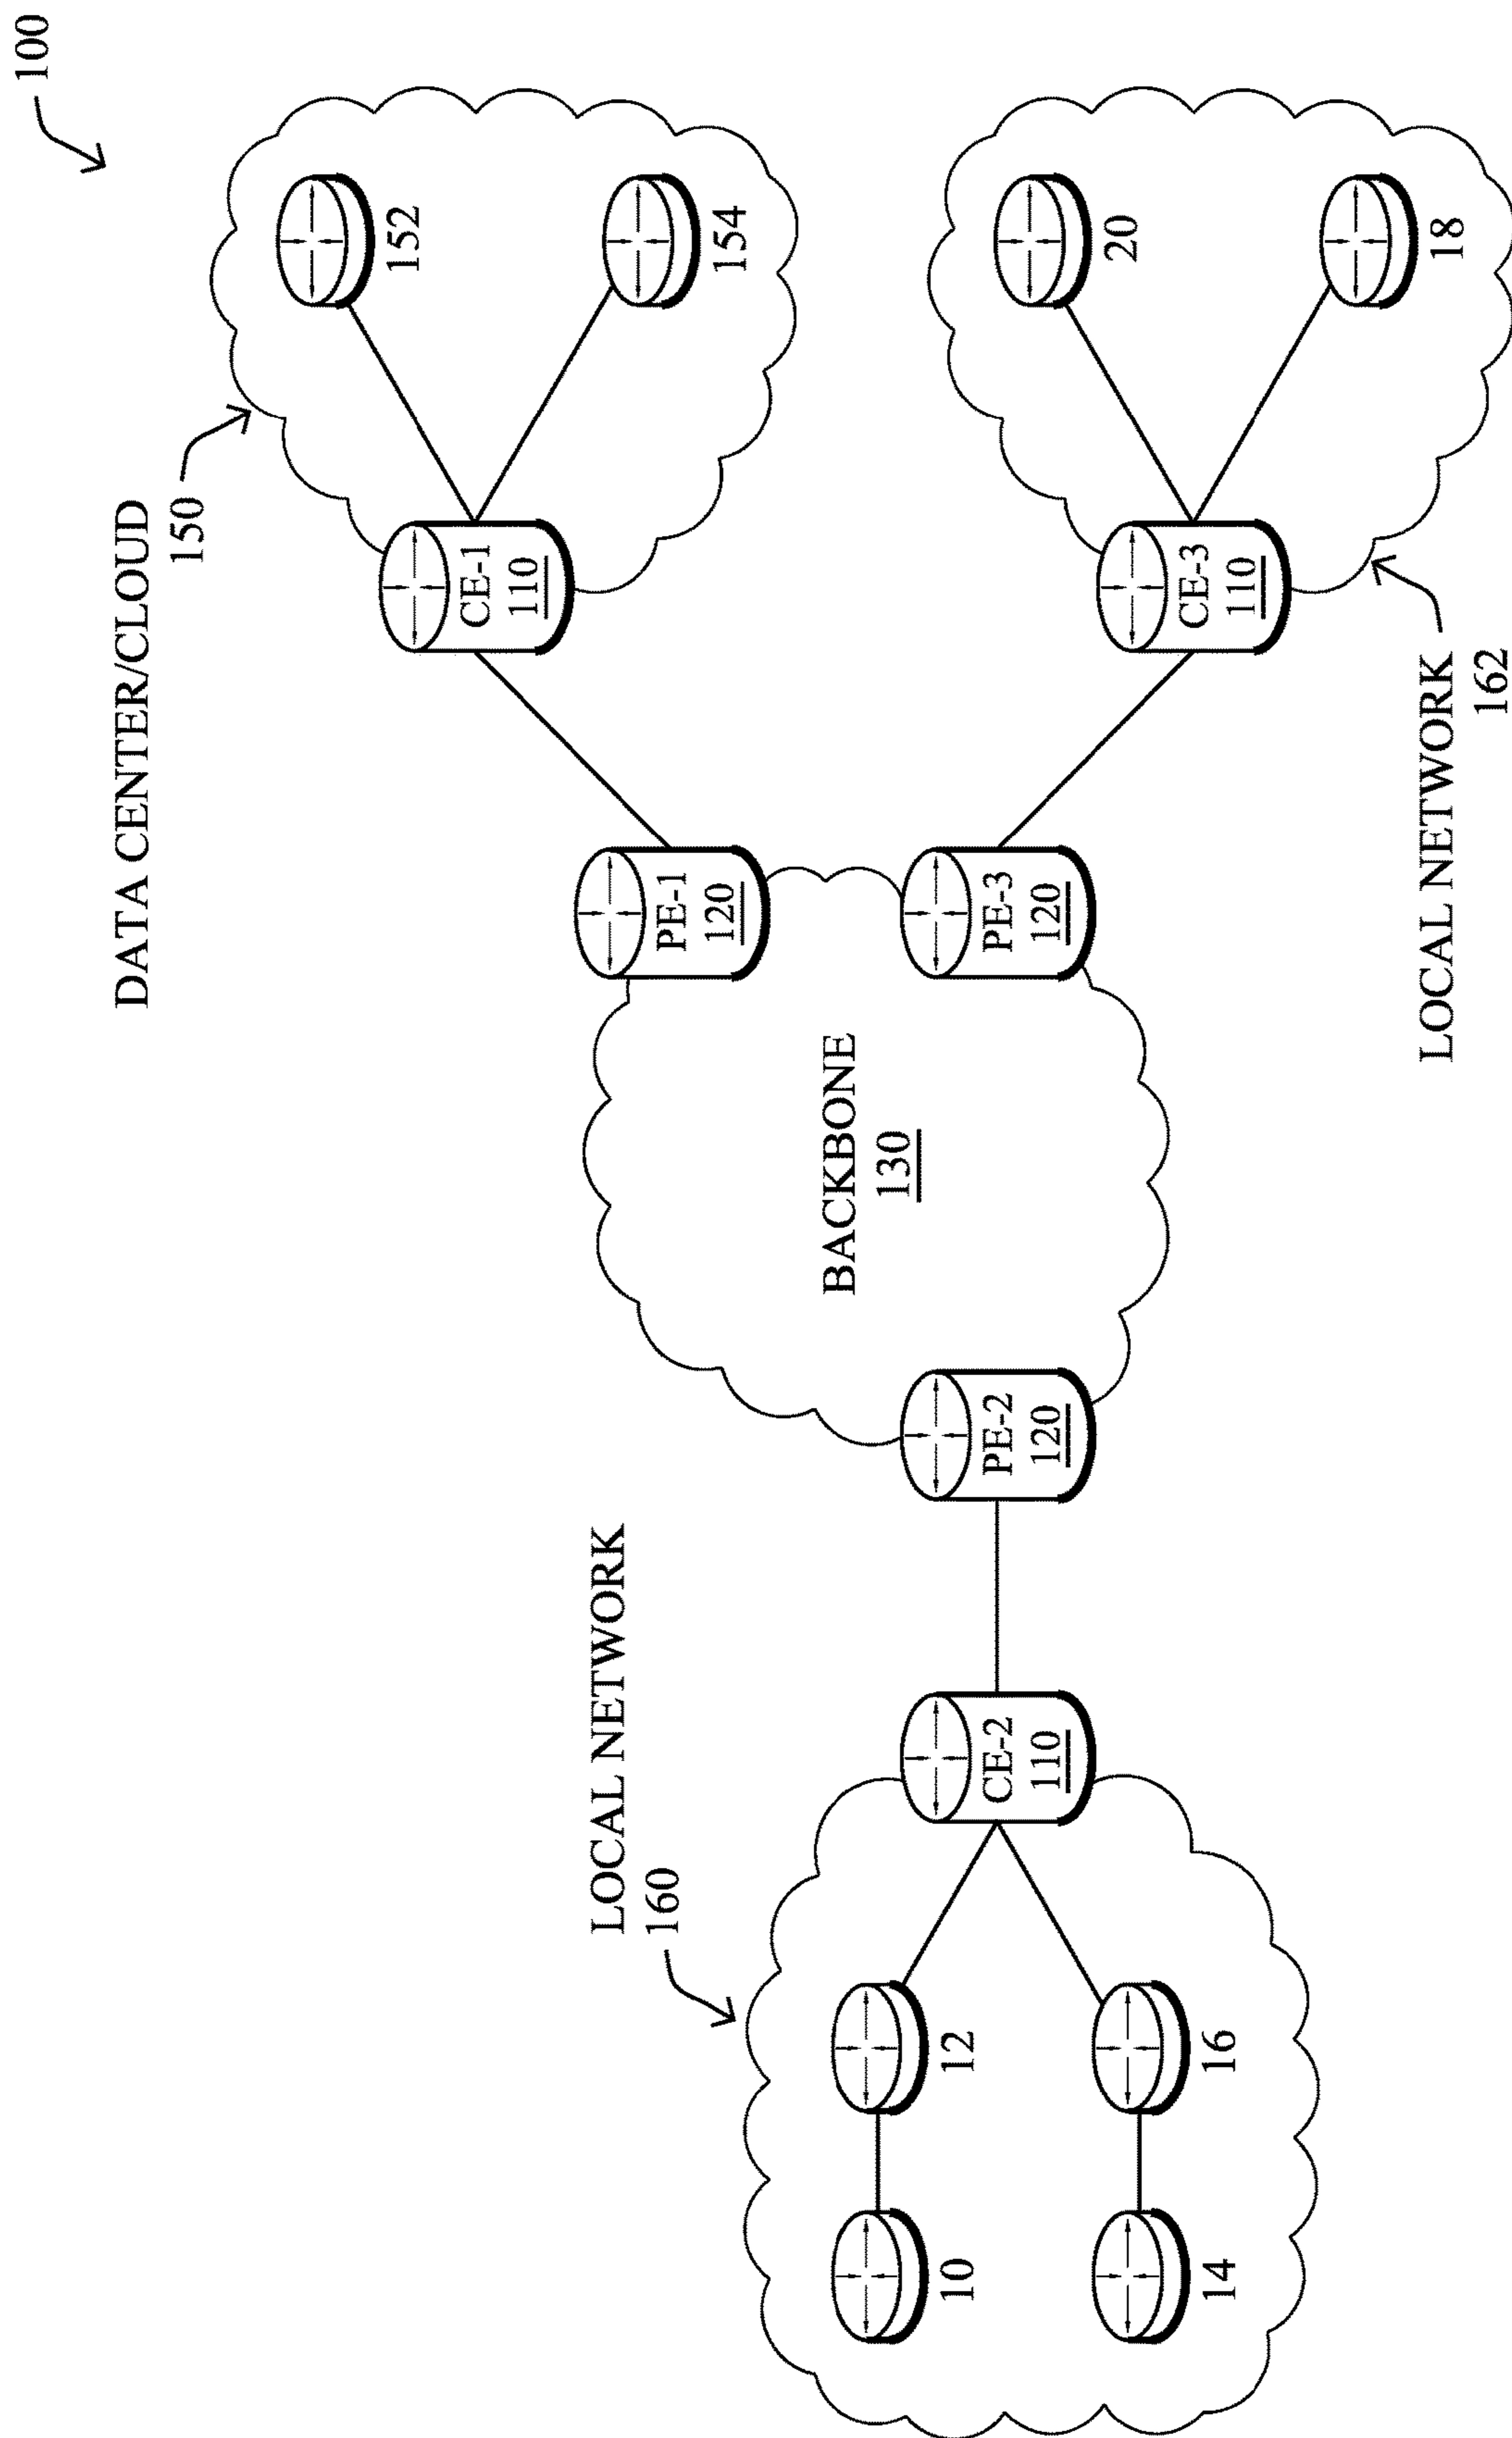 100
DATA CENTER/CLOUD
150
152
154
CE-1
110
PE-1
120
BACKBONE
130
PE-3
120
CE-3
110
20
18
LOCAL NETWORK
162
PE-2
120
LOCAL NETWORK
160
CE-2
110
12
10
16
14